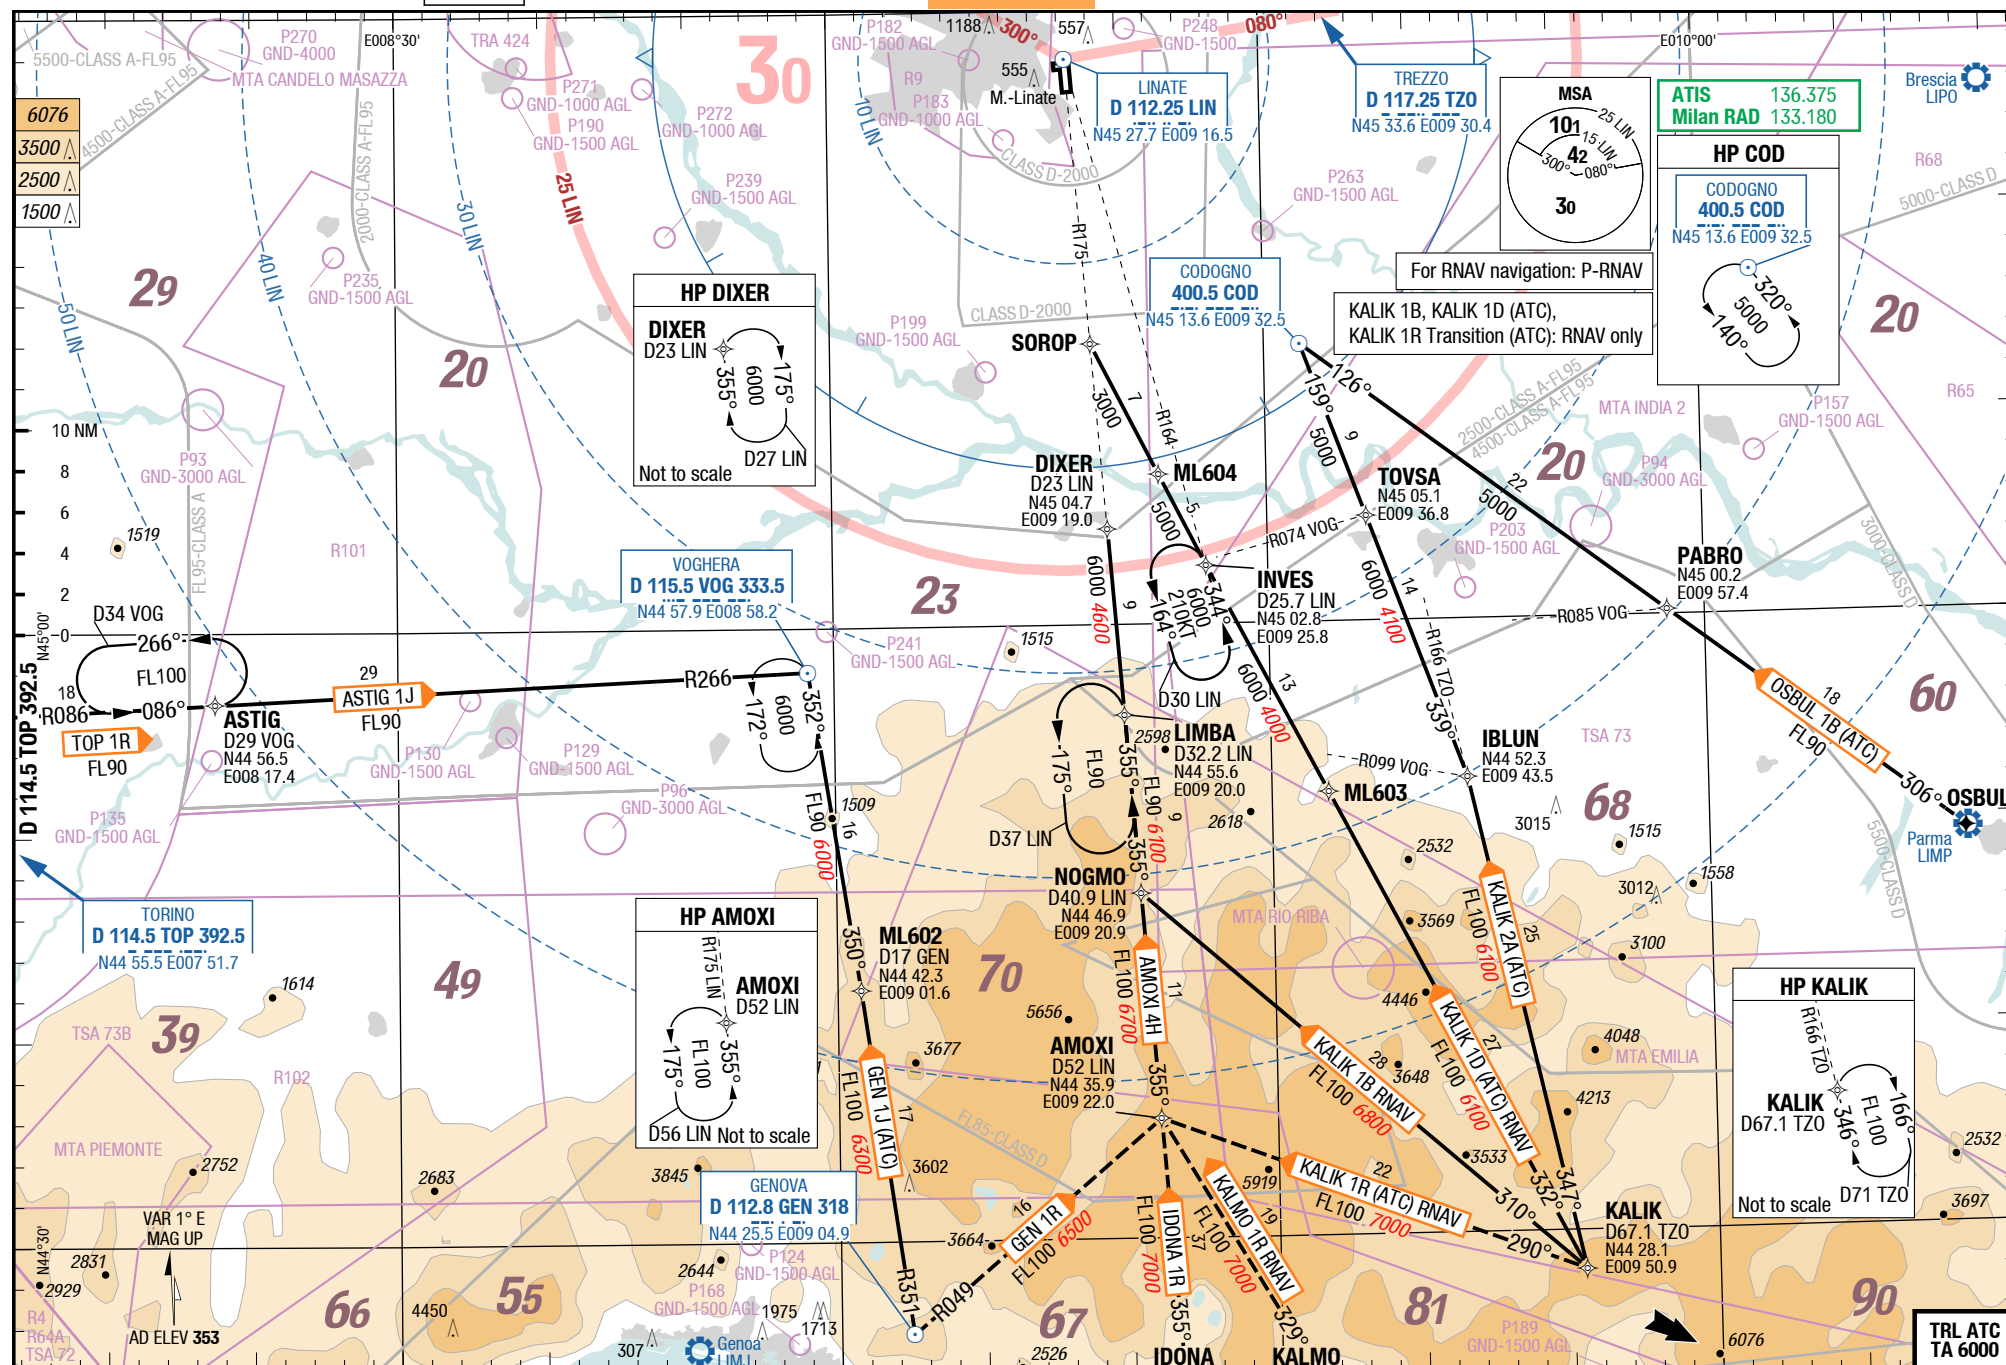 P270
GND-4000
E008°30'
TRA 424
30
P182
GND-1500 AGL
1188
300°
557
P248
GND-1500
080°
E010°00'
5500-CLASS A-FL95
MTA CANDELO MASAZZA
4500-CLASS A-FL95
2000-CLASS A-FL95
P271
GND-1000 AGL
P190
GND-1500 AGL
P272
GND-1000 AGL
R9
P183
GND-1000 AGL
555
M.-Linate
10 LIN
CLASS D-2000
LINATE
D 112.25 LIN
N45 27.7 E009 16.5
TREZZO
D 117.25 TZO
N45 33.6 E009 30.4
MSA
101
25 LIN
15 LIN
42
300°
080°
30
ATIS 136.375
Milan RAD 133.180
Brescia
LIPO
HP COD
CODOGNO
400.5 COD
N45 13.6 E009 32.5
320°
5000
140°
R68
5000-CLASS D
6076
3500
2500
1500
25 LIN
30 LIN
40 LIN
50 LIN
P239
GND-1500 AGL
P263
GND-1500 AGL
R175
29
P235
GND-1500 AGL
20
HP DIXER
DIXER
D23 LIN
355°
6000
175°
D27 LIN
Not to scale
P199
GND-1500 AGL
CLASS D-2000
SOROP
CODOGNO
400.5 COD
N45 13.6 E009 32.5
For RNAV navigation: P-RNAV
KALIK 1B, KALIK 1D (ATC),
KALIK 1R Transition (ATC): RNAV only
20
R65
P157
GND-1500 AGL
MTA INDIA 2
2500-CLASS A-FL95
4500-CLASS A-FL95
20
P94
GND-3000 AGL
126°
159°
9
5000
22
5000
7
3000
R164
ML604
5
5000
10 NM
8
6
4
2
0
P93
GND-3000 AGL
FL95-CLASS A
1519
R101
DIXER
D23 LIN
N45 04.7
E009 19.0
TOVSA
N45 05.1
E009 36.8
R074 VOG
P203
GND-1500 AGL
3000-CLASS D
PABRO
N45 00.2
E009 57.4
R085 VOG
VOGHERA
D 115.5 VOG 333.5
N44 57.9 E008 58.2
23
9
6000 4600
INVES
D25.7 LIN
N45 02.8
E009 25.8
344°
6000
210KT
164°
D30 LIN
14
6000 4100
R166 TZO
339°
13
6000 4000
N45°00'
D34 VOG
266°
FL100
18
R086
086°
TOP 1R
FL90
D 114.5 TOP 392.5
ASTIG
D29 VOG
N44 56.5
E008 17.4
29
ASTIG 1J
FL90
R266
P241
GND-1500 AGL
1515
352°
6000
172°
P130
GND-1500 AGL
P129
GND-1500 AGL
P135
GND-1500 AGL
P96
GND-3000 AGL
1509
16
FL90 6000
2598
LIMBA
D32.2 LIN
N44 55.6
E009 20.0
175°
FL90
355°
D37 LIN
FL90 6100
9
355°
2618
R099 VOG
ML603
IBLUN
N44 52.3
E009 43.5
TSA 73
68
3015
1515
60
OSBUL 1B (ATC)
18
FL90
306°
OSBUL
Parma
LIMP
5500-CLASS D
2532
3569
3012
1558
3100
TORINO
D 114.5 TOP 392.5
N44 55.5 E007 51.7
1614
39
TSA 73B
R102
49
HP AMOXI
R175 LIN
AMOXI
D52 LIN
175°
FL100
355°
D56 LIN
Not to scale
350°
ML602
D17 GEN
N44 42.3
E009 01.6
NOGMO
D40.9 LIN
N44 46.9
E009 20.9
70
5656
AMOXI 4H
11
FL100 6700
MTA RIO RIBA
4446
KALIK 2A (ATC)
25
FL100 6100
AMOXI
D52 LIN
N44 35.9
E009 22.0
355°
3677
GEN 1J (ATC)
17
FL100 6300
3602
FL85-CLASS D
KALIK 1B RNAV
28
FL100 6800
3648
KALIK 1D (ATC) RNAV
27
FL100 6100
3533
4048
MTA EMILIA
4213
HP KALIK
R166 TZO
KALIK
D67.1 TZO
346°
FL100
166°
D71 TZO
Not to scale
2532
3697
MTA PIEMONTE
2752
2683
3845
GENOVA
D 112.8 GEN 318
N44 25.5 E009 04.9
R351
R049
3664
16
GEN 1R
FL100 6500
IDONA 1R
37
FL100 7000
355°
IDONA
KALMO 1R RNAV
19
FL100 7000
329°
KALMO
5919
KALIK 1R (ATC) RNAV
22
FL100 7000
310°
332°
347°
290°
KALIK
D67.1 TZO
N44 28.1
E009 50.9
VAR 1° E
MAG UP
N44°30'
2831
2929
R4
R64A
TSA 72
AD ELEV 353
66
4450
55
2644
P124
GND-1500 AGL
P168
GND-1500 AGL
1975
1713
307
Genoa
LIMJ
67
2526
81
P189
GND-1500 AGL
90
6076
TRL ATC
TA 6000